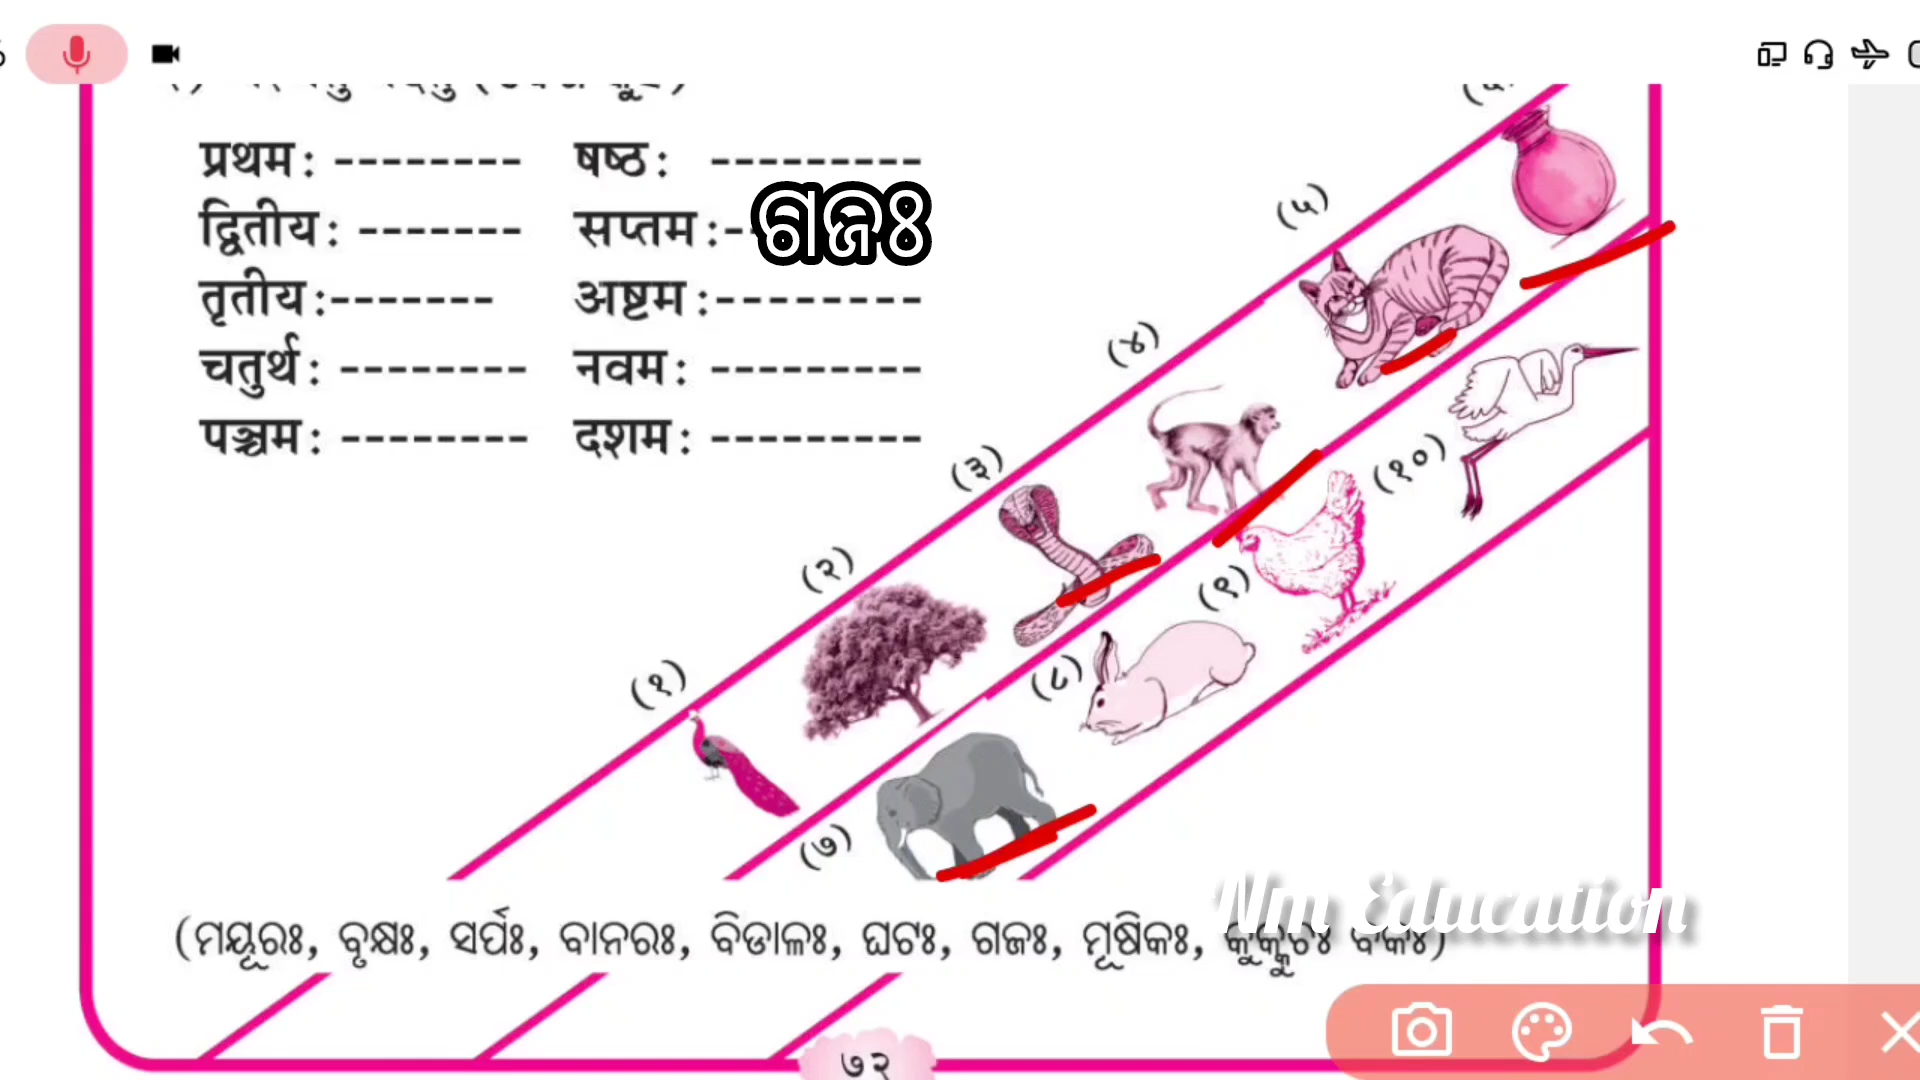 प्रथम: -------- षष्ठ: ---------
द्वितीय: ------- सप्तम:- ଗଜଃ
तृतीय:------- अष्टम:--------
चतुर्थ: -------- नवम: ---------
पञ्चम: -------- दशम: ---------
(५)
(४)
(३)
(२)
(१)
(१०)
(९)
(८)
(७)
Nm Education
(ମୟୂରଃ, ବୃକ୍ଷଃ, ସର୍ପଃ, ବାନରଃ, ବିଡାଳଃ, ଘଟଃ, ଗଜଃ, ମୂଷିକଃ, କୁକ୍କୁଟଃ ବକଃ)
७२